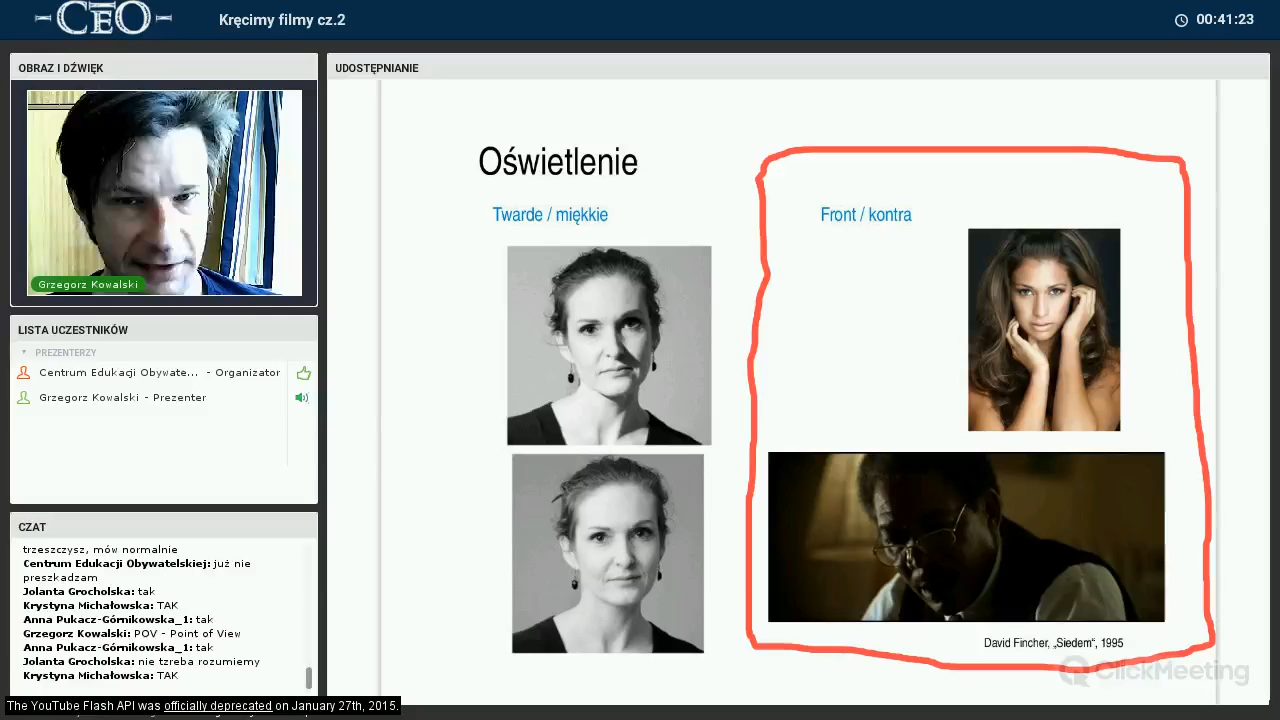 CEO
Kręcimy filmy cz.2
00:41:23
OBRAZ I DŹWIĘK
UDOSTĘPNIANIE
Grzegorz Kowalski
LISTA UCZESTNIKÓW
PREZENTERZY
Centrum Edukacji Obywate... - Organizator
Grzegorz Kowalski - Prezenter
CZAT
trzeszczysz, mów normalnie
Centrum Edukacji Obywatelskiej: już nie
preszkadzam
Jolanta Grocholska: tak
Krystyna Michałowska: TAK
Anna Pukacz-Górnikowska_1: tak
Grzegorz Kowalski: POV - Point of View
Anna Pukacz-Górnikowska_1: tak
Jolanta Grocholska: nie tzreba rozumiemy
Krystyna Michałowska: TAK
Oświetlenie
Twarde / miękkie
Front / kontra
David Fincher, „Siedem“, 1995
ClickMeeting
The YouTube Flash API was officially deprecated on January 27th, 2015.